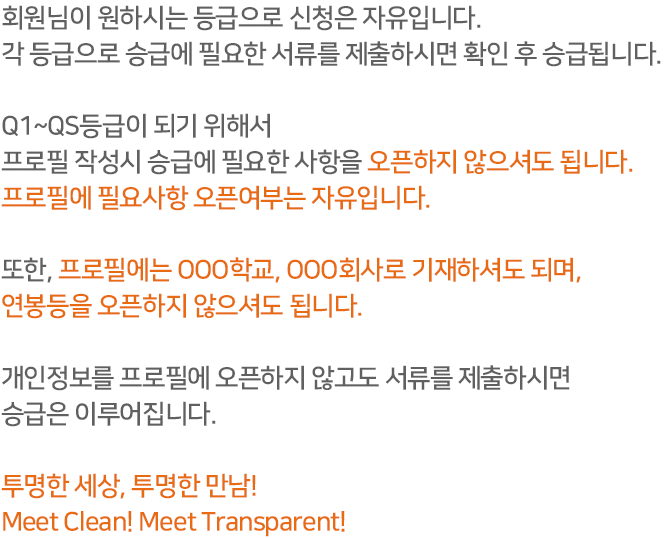 회원님이 원하시는 등급으로 신청은 자유입니다.
각 등급으로 승급에 필요한 서류를 제출하시면 확인 후 승급됩니다.
Q1~QS등급이 되기 위해서
프로필 작성시 승급에 필요한 사항을 오픈하지 않으셔도 됩니다.
프로필에 필요사항 오픈여부는 자유입니다.
또한, 프로필에는 OOO학교, OOO회사로 기재하셔도 되며,
연봉등을 오픈하지 않으셔도 됩니다.
개인정보를 프로필에 오픈하지 않고도 서류를 제출하시면
승급은 이루어집니다.
투명한 세상, 투명한 만남!
Meet Clean! Meet Transparent!